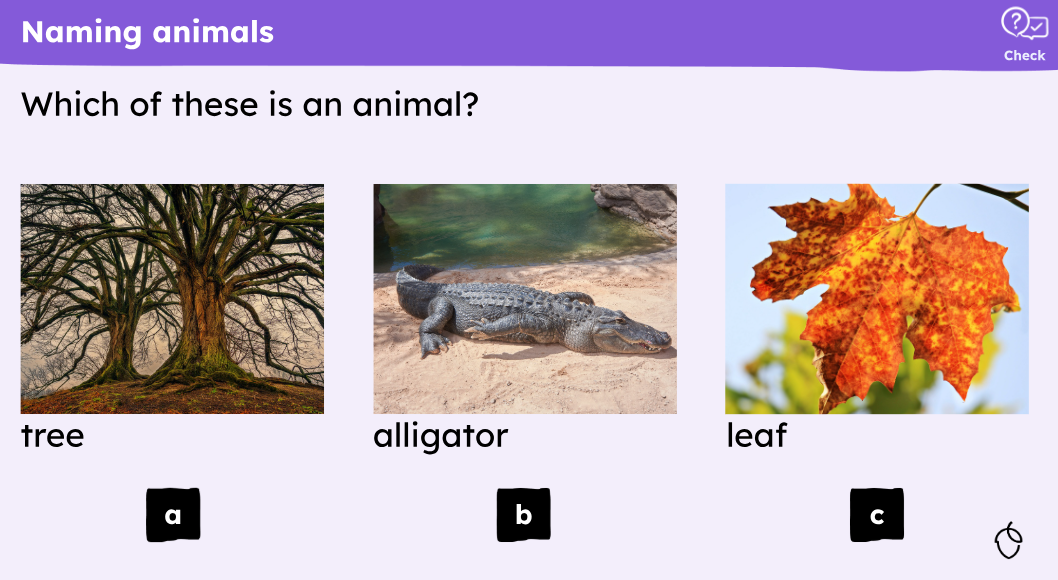 Naming animals
Check
Which of these is an animal?
tree
alligator
leaf
a
b
c